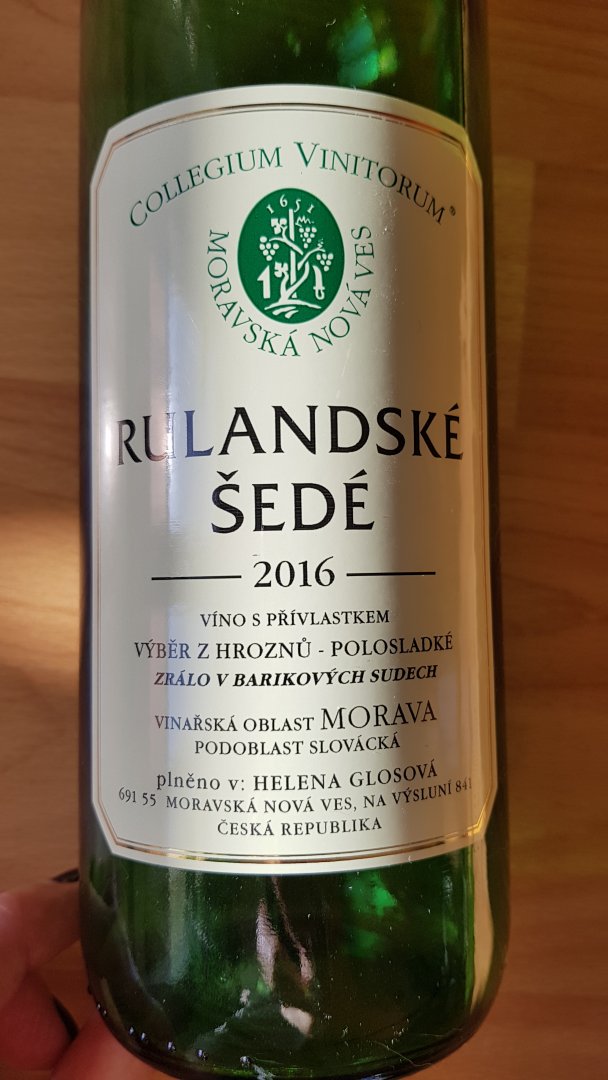 COLLEGIUM VINITORUM®
1651
MORAVSKÁ NOVÁ VES
RULANDSKÉ
ŠEDÉ
2016
VÍNO S PŘÍVLASTKEM
VÝBĚR Z HROZNŮ - POLOSLADKÉ
ZRÁLO V BARIKOVÝCH SUDECH
VINAŘSKÁ OBLAST MORAVA
PODOBLAST SLOVÁCKÁ
plněno v: HELENA GLOSOVÁ
691 55 MORAVSKÁ NOVÁ VES, NA VÝSLUNÍ 841
ČESKÁ REPUBLIKA